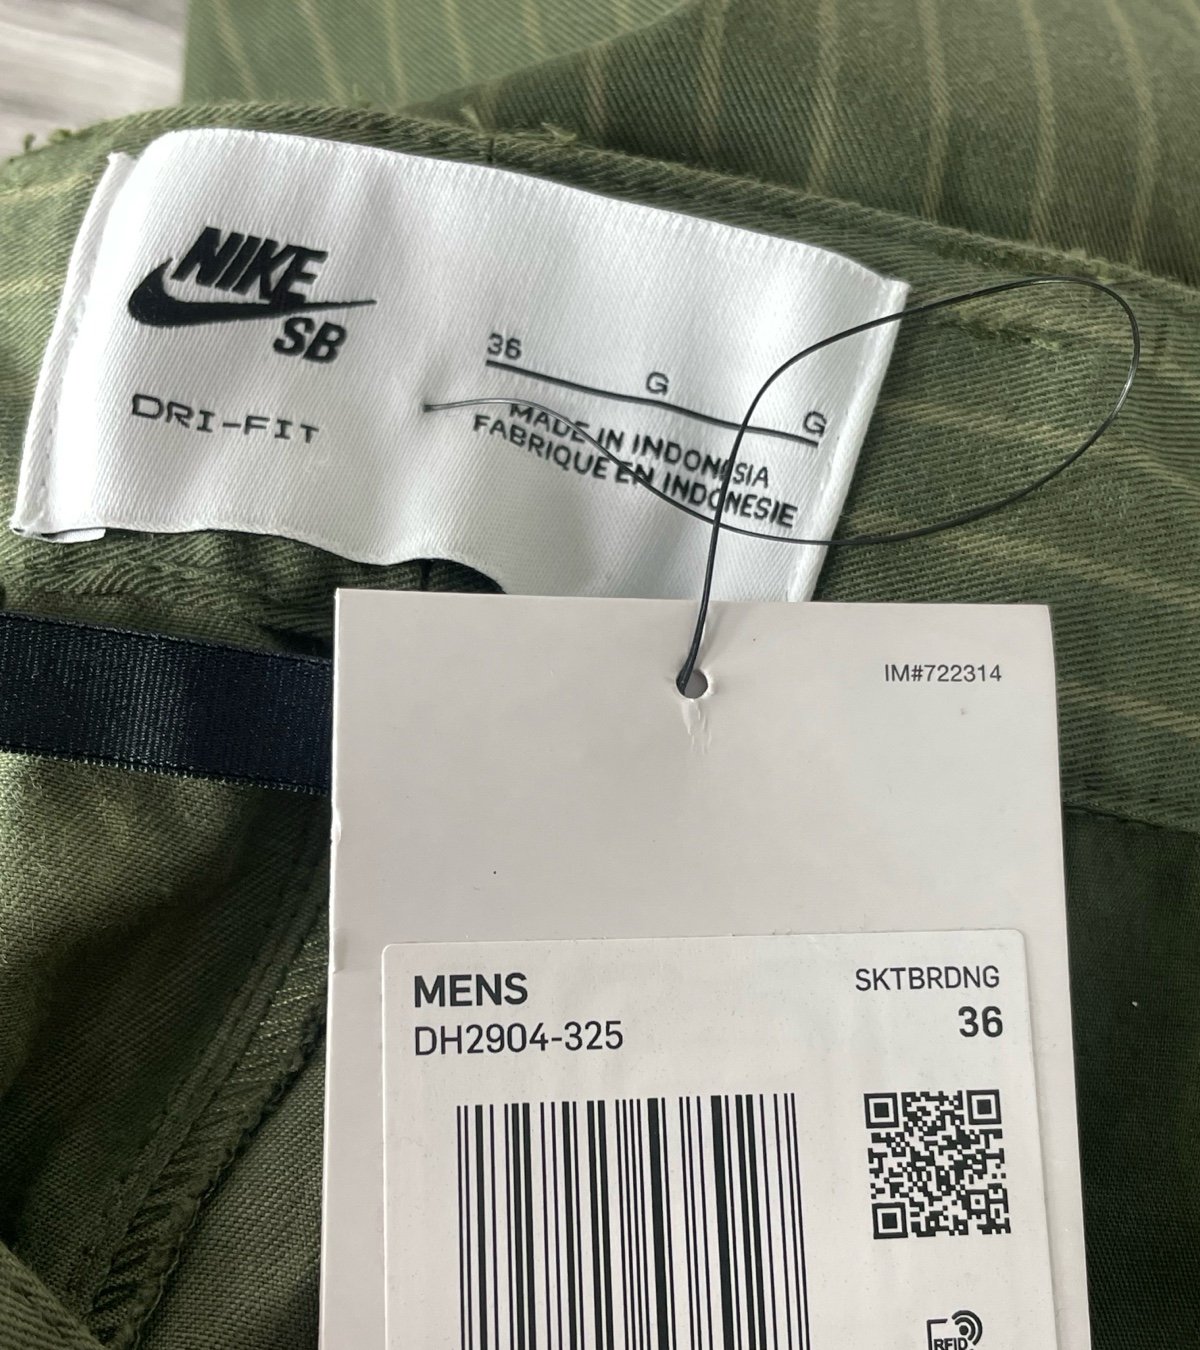 NIKE
SB
DRI-FIT
36 G G
MADE IN INDONESIA
FABRIQUE EN INDONESIE
IM#722314
MENS
SKTBRDNG
DH2904-325
36
RFID